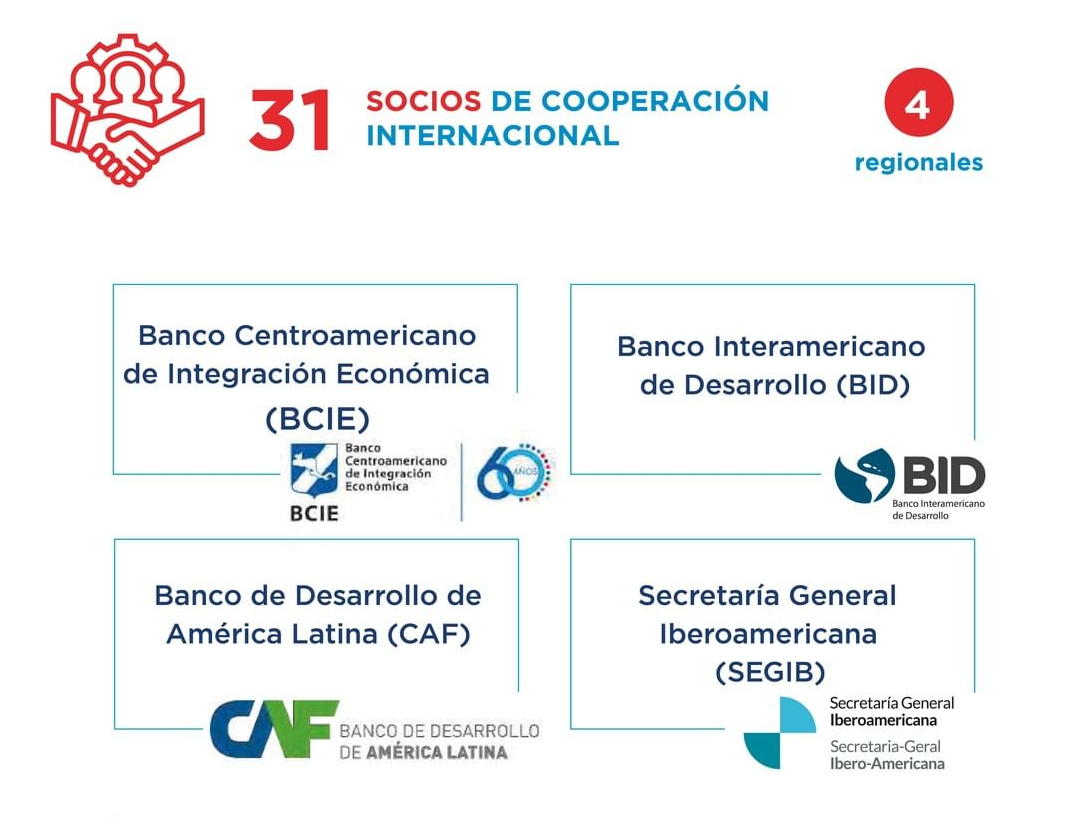 31
SOCIOS DE COOPERACIÓN
INTERNACIONAL
4
regionales
Banco Centroamericano
de Integración Económica
(BCIE)
Banco
Centroamericano
de Integración
Económica
BCIE
60
AÑOS
Banco Interamericano
de Desarrollo (BID)
BID
Banco Interamericano
de Desarrollo
Banco de Desarrollo de
América Latina (CAF)
CAF
BANCO DE DESARROLLO
DE AMÉRICA LATINA
Secretaría General
Iberoamericana
(SEGIB)
Secretaría General
Iberoamericana
Secretaria-Geral
Ibero-Americana